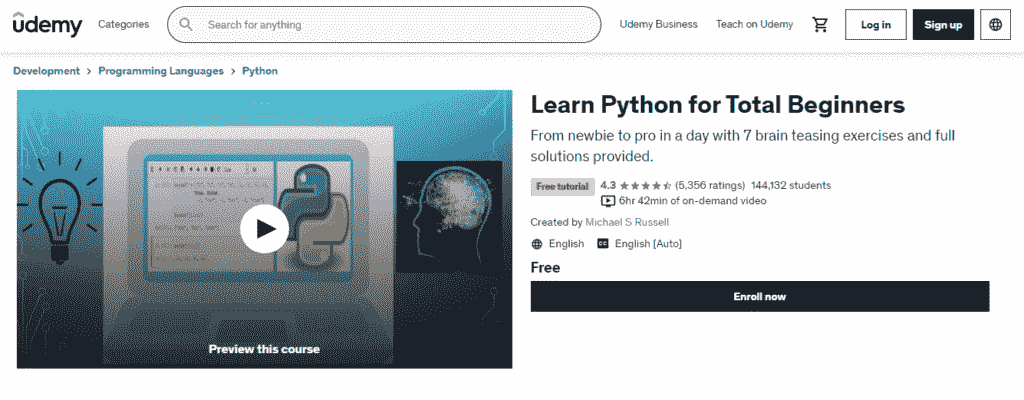 ûdemy
Categories
Search for anything
Udemy Business
Teach on Udemy
Log in
Sign up
Development > Programming Languages > Python
Learn Python for Total Beginners
From newbie to pro in a day with 7 brain teasing exercises and full
solutions provided.
Free tutorial 4.3 (5,356 ratings) 144,132 students
6hr 42min of on-demand video
Created by Michael S Russell
English CC English [Auto]
Free
Enroll now
Preview this course